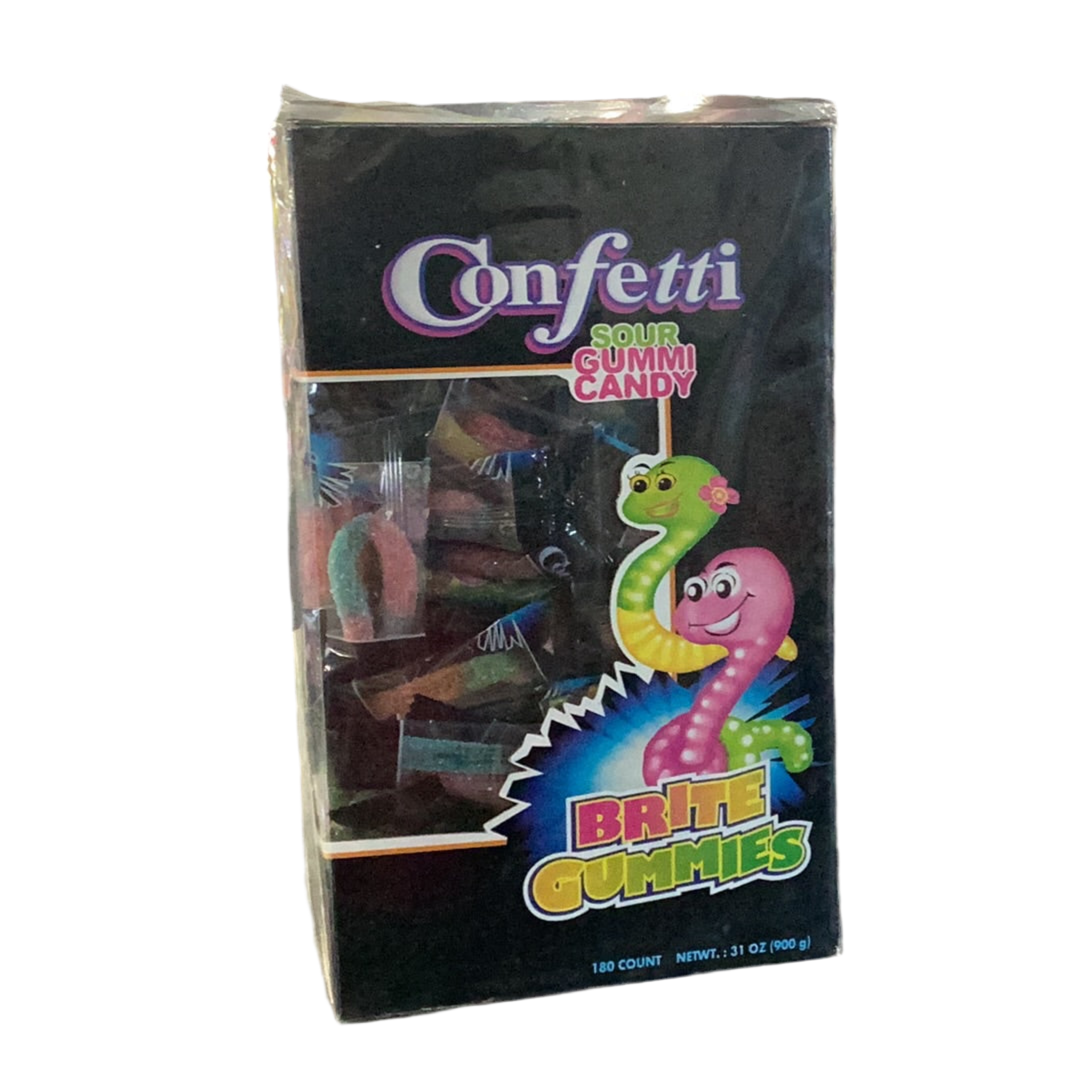 Confetti
SOUR
GUMMI
CANDY
BRITE
GUMMIES
180 COUNT NETWT. : 31 OZ (900 g)